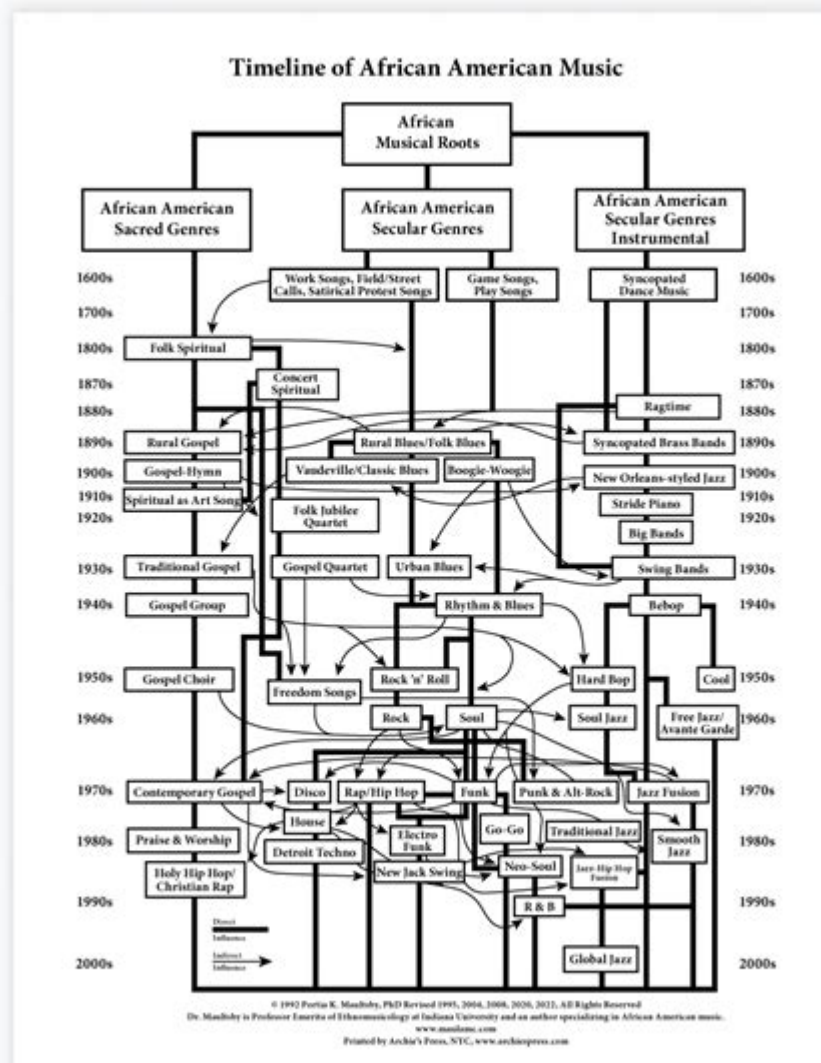 Timeline of African American Music
African
Musical Roots
African American
Sacred Genres
African American
Secular Genres
African American
Secular Genres
Instrumental
1600s
Work Songs, Field/Street
Calls, Satirical Protest Songs
Game Songs,
Play Songs
Syncopated
Dance Music
1600s
1700s
1700s
1800s
Folk Spiritual
1800s
1870s
Concert
Spiritual
1870s
1880s
Ragtime
1880s
1890s
Rural Gospel
Rural Blues/Folk Blues
Syncopated Brass Bands
1890s
1900s
Gospel-Hymn
Vaudeville/Classic Blues
Boogie-Woogie
New Orleans-styled Jazz
1900s
1910s
Spiritual as Art Song
Stride Piano
1910s
1920s
Folk Jubilee
Quartet
Big Bands
1920s
1930s
Traditional Gospel
Gospel Quartet
Urban Blues
Swing Bands
1930s
1940s
Gospel Group
Rhythm & Blues
Bebop
1940s
1950s
Gospel Choir
Freedom Songs
Rock 'n' Roll
Hard Bop
Cool
1950s
1960s
Rock
Soul
Soul Jazz
Free Jazz/
Avante Garde
1960s
1970s
Contemporary Gospel
Disco
Rap/Hip Hop
Funk
Punk & Alt-Rock
Jazz Fusion
1970s
House
1980s
Praise & Worship
Detroit Techno
Electro
Funk
Go-Go
Traditional Jazz
Smooth
Jazz
1980s
Holy Hip Hop/
Christian Rap
New Jack Swing
Neo-Soul
Jazz-Hip Hop
Fusion
1990s
R & B
1990s
Direct
Influence
Indirect
Influence
2000s
Global Jazz
2000s
© 1992 Portia K. Maultsby, PhD Revised 1995, 2004, 2008, 2020, 2022, All Rights Reserved
Dr. Maultsby is Professor Emerita of Ethnomusicology at Indiana University and an author specializing in African American music.
Printed by Archie's Press, NYC, www.archiespress.com